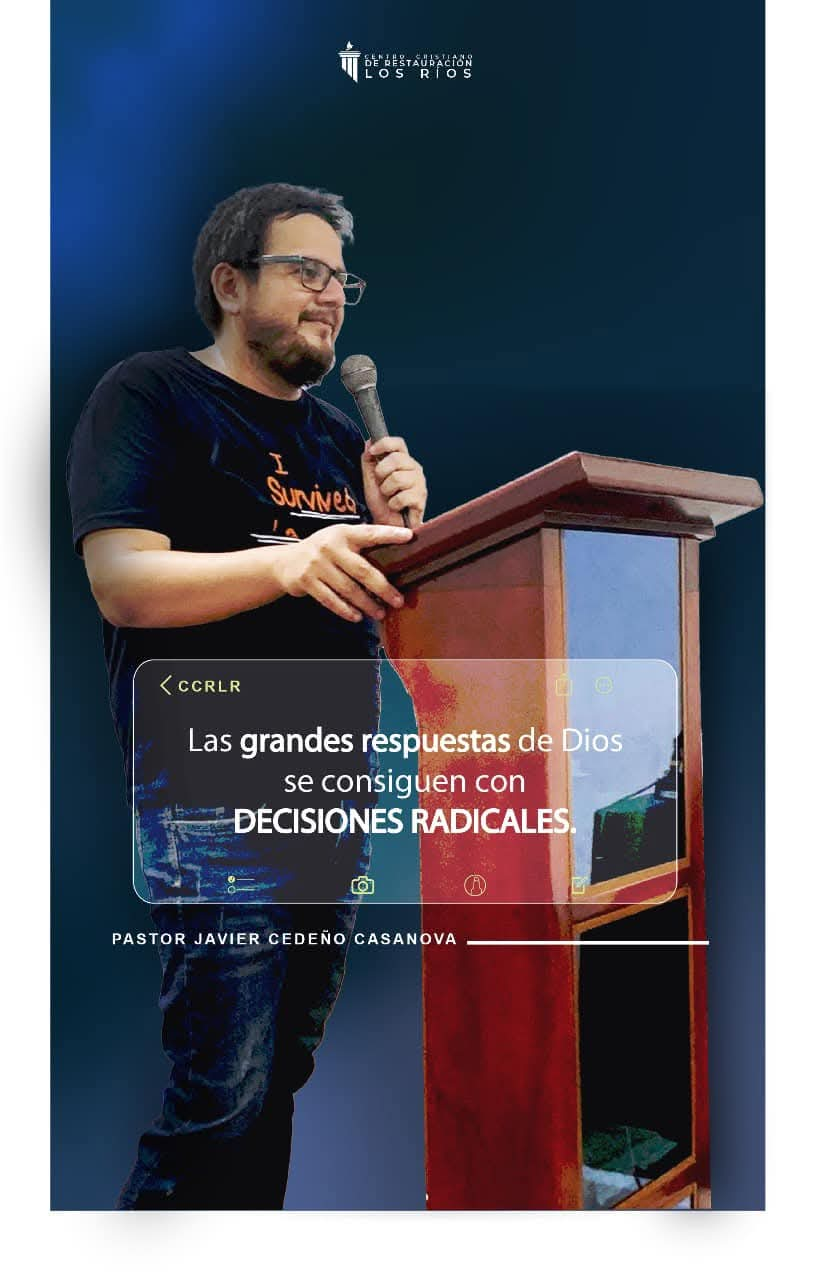 CENTRO CRISTIANO
DE RESTAURACIÓN
LOS RÍOS
I
Survived
CCRLR
Las grandes respuestas de Dios
se consiguen con
DECISIONES RADICALES.
PASTOR JAVIER CEDEÑO CASANOVA